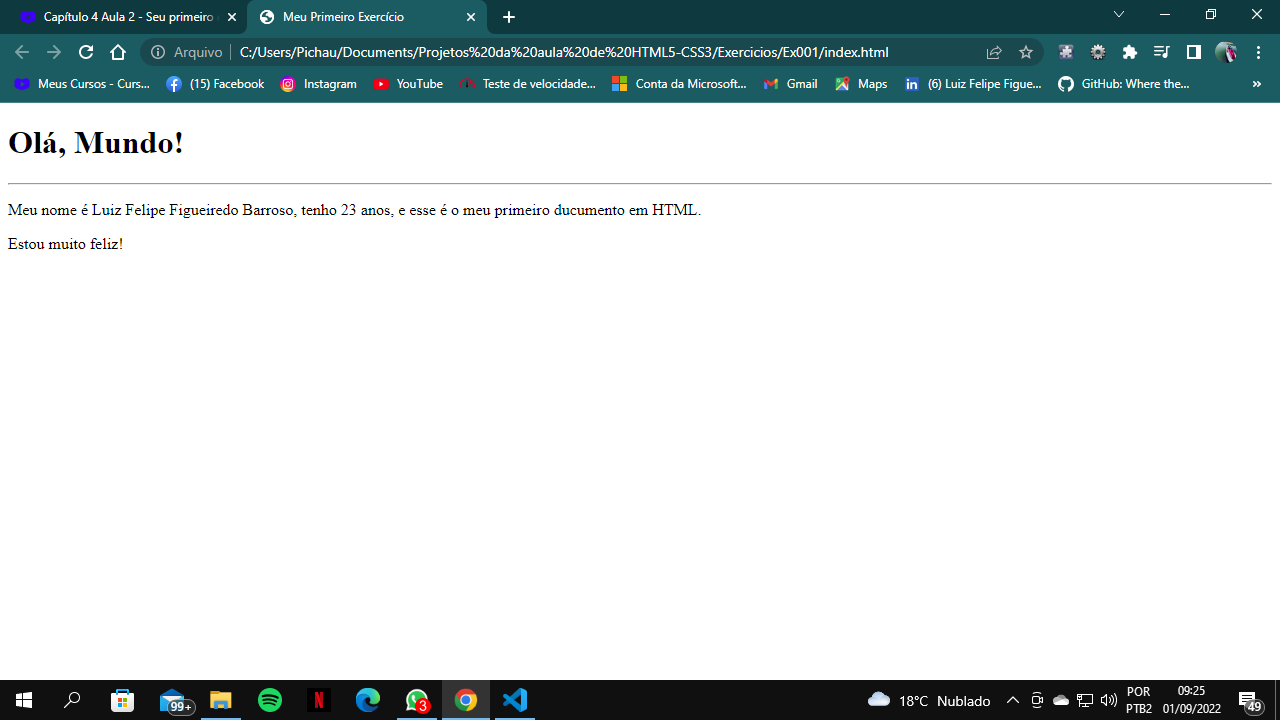 Capítulo 4 Aula 2 - Seu primeiro
Meu Primeiro Exercício
Arquivo
C:/Users/Pichau/Documents/Projetos%20da%20aula%20de%20HTML5-CSS3/Exercicios/Ex001/index.html
Meus Cursos - Curs...
(15) Facebook
Instagram
YouTube
Teste de velocidade...
Conta da Microsoft...
Gmail
Maps
(6) Luiz Felipe Figue...
GitHub: Where the...
»
Olá, Mundo!
Meu nome é Luiz Felipe Figueiredo Barroso, tenho 23 anos, e esse é o meu primeiro ducumento em HTML.
Estou muito feliz!
99+
3
18°C Nublado
POR
PTB2
09:25
01/09/2022
49